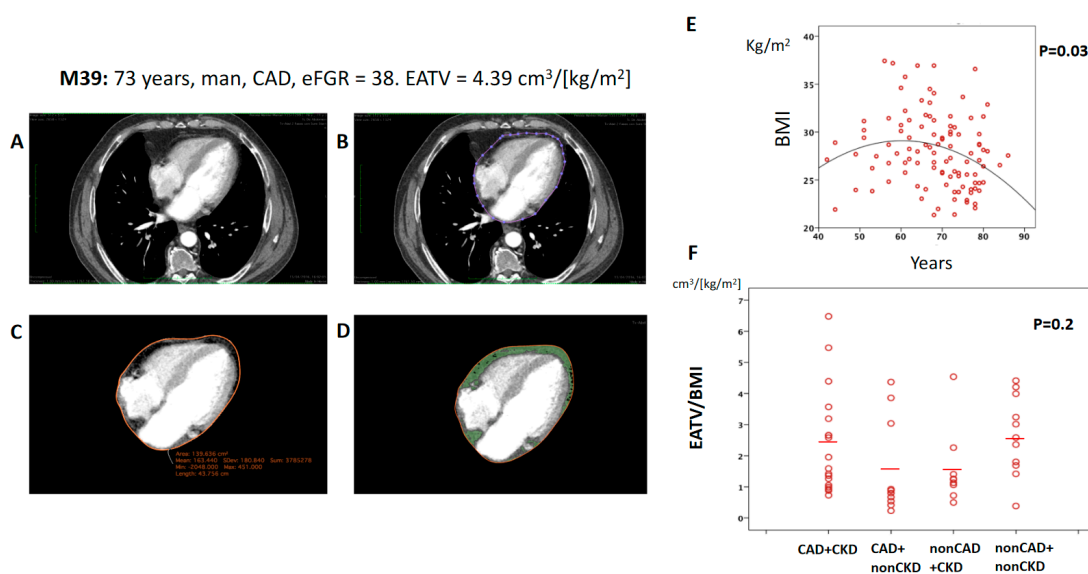 M39: 73 years, man, CAD, eFGR = 38. EATV = 4.39 cm³/[kg/m²]
A
B
C
Area: 139.636 cm²
Mean: 163.440 SDev: 180.840 Sum: 3785278
Min: -2048.000 Max: 451.000
Length: 43.756 cm
D
E
Kg/m²
P=0.03
BMI
40
35
30
25
20
40 50 60 70 80 90
Years
F
cm³/[kg/m²]
P=0.2
EATV/BMI
7
6
5
4
3
2
1
0
CAD+CKD
CAD+
nonCKD
nonCAD
+CKD
nonCAD+
nonCKD